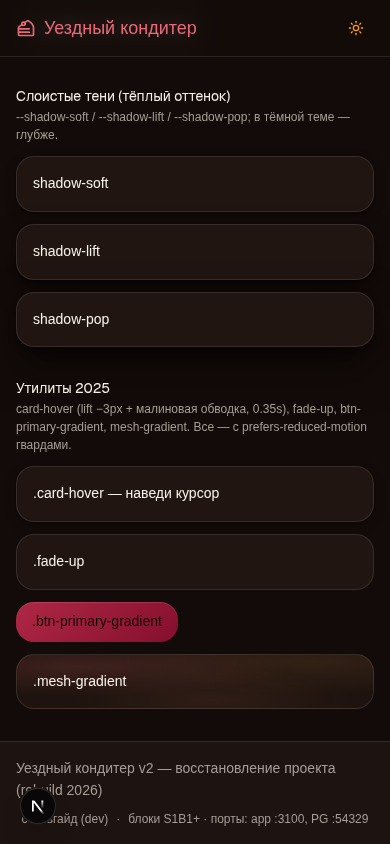 Уездный кондитер
Слоистые тени (тёплый оттенок)
--shadow-soft / --shadow-lift / --shadow-pop; в тёмной теме —
глубже.
shadow-soft
shadow-lift
shadow-pop
Утилиты 2025
card-hover (lift −3px + малиновая обводка, 0.35s), fade-up, btn-
primary-gradient, mesh-gradient. Все — с prefers-reduced-motion
гвардами.
.card-hover — наведи курсор
.fade-up
.btn-primary-gradient
.mesh-gradient
Уездный кондитер v2 — восстановление проекта
2026)
(dev) · блоки S1B1+ · порты: app :3100, PG :54329